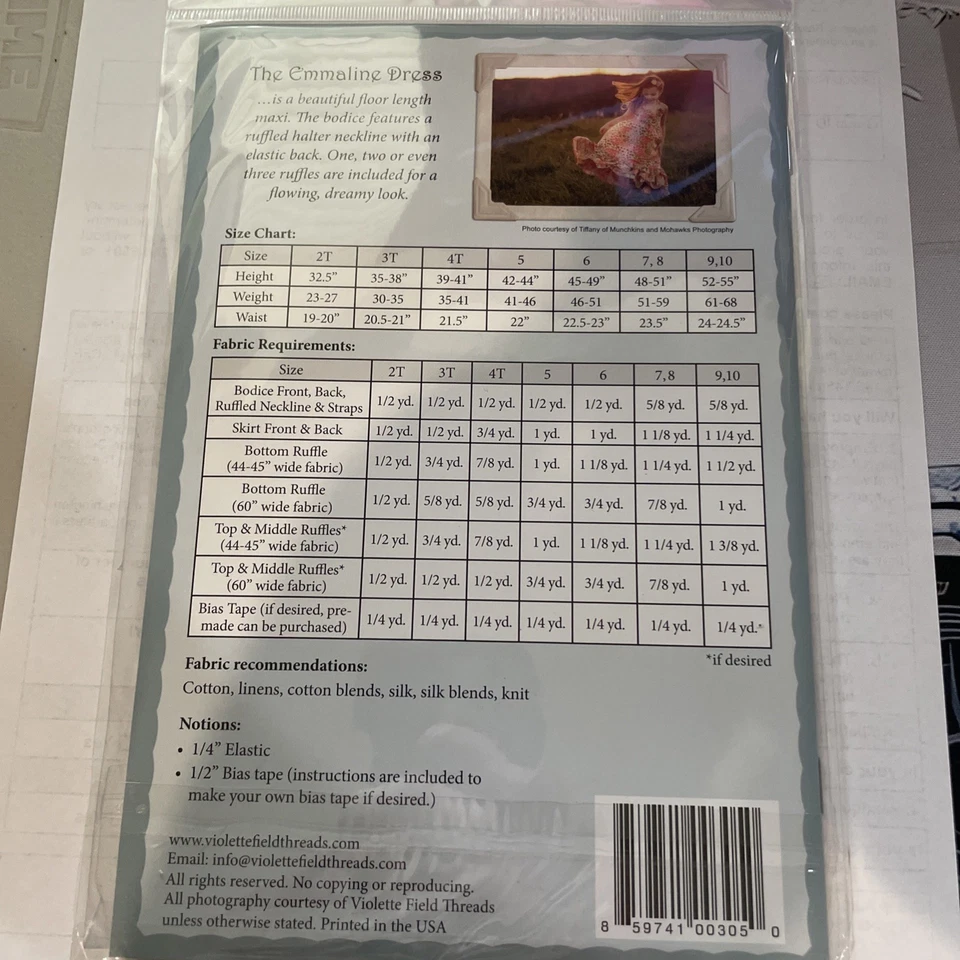 The Emmaline Dress
...is a beautiful floor length
maxi. The bodice features a
ruffled halter neckline with an
elastic back. One, two or even
three ruffles are included for a
flowing, dreamy look.
Photo courtesy of Tiffany of Munchkins and Mohawks Photography
Size Chart:
Size 2T 3T 4T 5 6 7, 8 9,10
Height 32.5" 35-38" 39-41" 42-44" 45-49" 48-51" 52-55"
Weight 23-27 30-35 35-41 41-46 46-51 51-59 61-68
Waist 19-20" 20.5-21" 21.5" 22" 22.5-23" 23.5" 24-24.5"
Fabric Requirements:
Size 2T 3T 4T 5 6 7,8 9,10
Bodice Front, Back,
Ruffled Neckline & Straps 1/2 yd. 1/2 yd. 1/2 yd. 1/2 yd. 1/2 yd. 5/8 yd. 5/8 yd.
Skirt Front & Back 1/2 yd. 1/2 yd. 3/4 yd. 1 yd. 1 yd. 1 1/8 yd. 1 1/4 yd.
Bottom Ruffle
(44-45" wide fabric) 1/2 yd. 3/4 yd. 7/8 yd. 1 yd. 1 1/8 yd. 1 1/4 yd. 1 1/2 yd.
Bottom Ruffle
(60" wide fabric) 1/2 yd. 5/8 yd. 5/8 yd. 3/4 yd. 3/4 yd. 7/8 yd. 1 yd.
Top & Middle Ruffles*
(44-45" wide fabric) 1/2 yd. 3/4 yd. 7/8 yd. 1 yd. 1 1/8 yd. 1 1/4 yd. 1 3/8 yd.
Top & Middle Ruffles*
(60" wide fabric) 1/2 yd. 1/2 yd. 1/2 yd. 3/4 yd. 3/4 yd. 7/8 yd. 1 yd.
Bias Tape (if desired, pre-
made can be purchased) 1/4 yd. 1/4 yd. 1/4 yd. 1/4 yd. 1/4 yd. 1/4 yd. 1/4 yd.
*if desired
Fabric recommendations:
Cotton, linens, cotton blends, silk, silk blends, knit
Notions:
• 1/4" Elastic
• 1/2" Bias tape (instructions are included to
make your own bias tape if desired.)
www.violettefieldthreads.com
Email: info@violettefieldthreads.com
All rights reserved. No copying or reproducing.
All photography courtesy of Violette Field Threads
unless otherwise stated. Printed in the USA
8 59741 00305 0